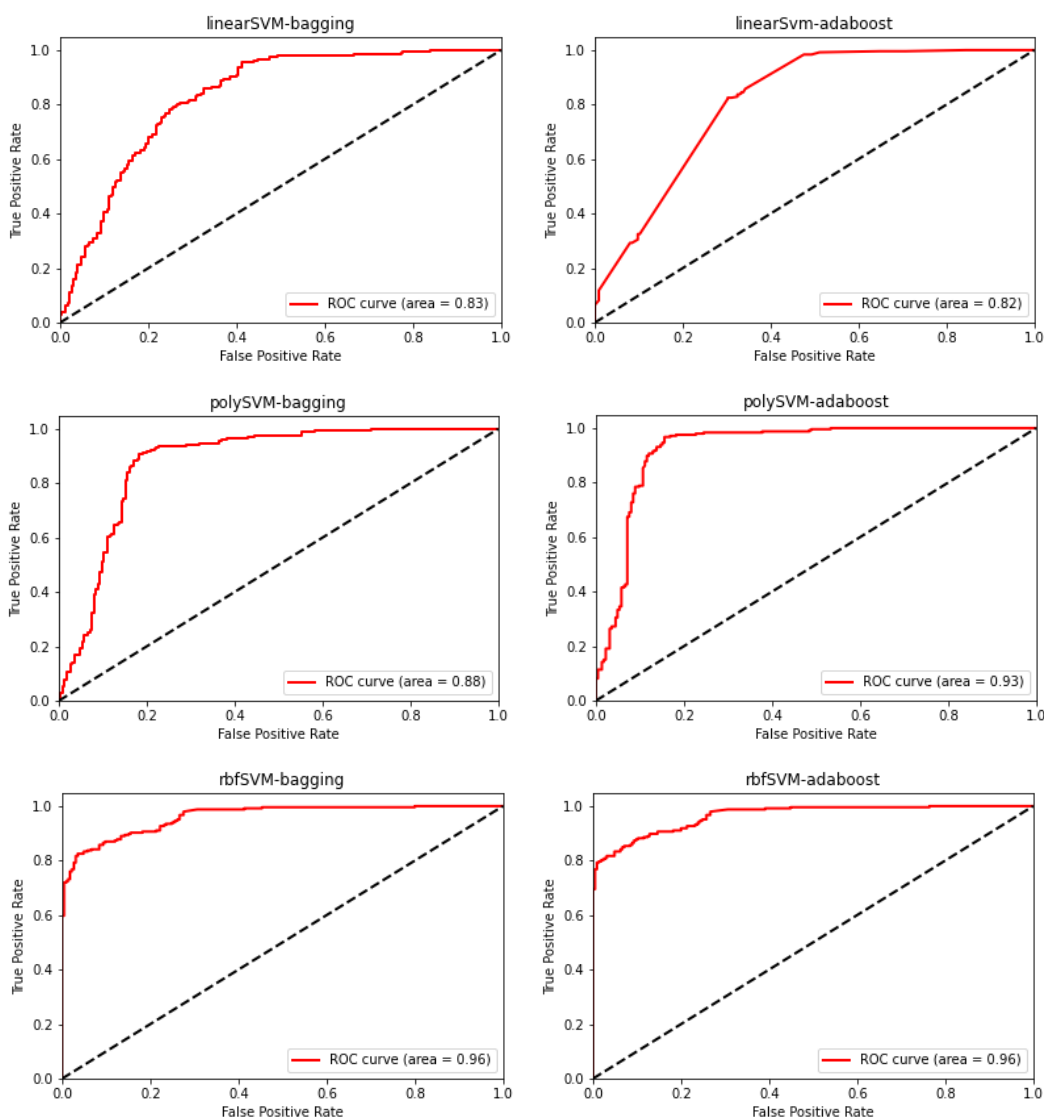 linearSVM-bagging
1.0
0.8
0.6
0.4
0.2
0.0
True Positive Rate
ROC curve (area = 0.83)
0.0 0.2 0.4 0.6 0.8 1.0
False Positive Rate
linearSvm-adaboost
1.0
0.8
0.6
0.4
0.2
0.0
True Positive Rate
ROC curve (area = 0.82)
0.0 0.2 0.4 0.6 0.8 1.0
False Positive Rate
polySVM-bagging
1.0
0.8
0.6
0.4
0.2
0.0
True Positive Rate
ROC curve (area = 0.88)
0.0 0.2 0.4 0.6 0.8 1.0
False Positive Rate
polySVM-adaboost
1.0
0.8
0.6
0.4
0.2
0.0
True Positive Rate
ROC curve (area = 0.93)
0.0 0.2 0.4 0.6 0.8 1.0
False Positive Rate
rbfSVM-bagging
1.0
0.8
0.6
0.4
0.2
0.0
True Positive Rate
ROC curve (area = 0.96)
0.0 0.2 0.4 0.6 0.8 1.0
False Positive Rate
rbfSVM-adaboost
1.0
0.8
0.6
0.4
0.2
0.0
True Positive Rate
ROC curve (area = 0.96)
0.0 0.2 0.4 0.6 0.8 1.0
False Positive Rate